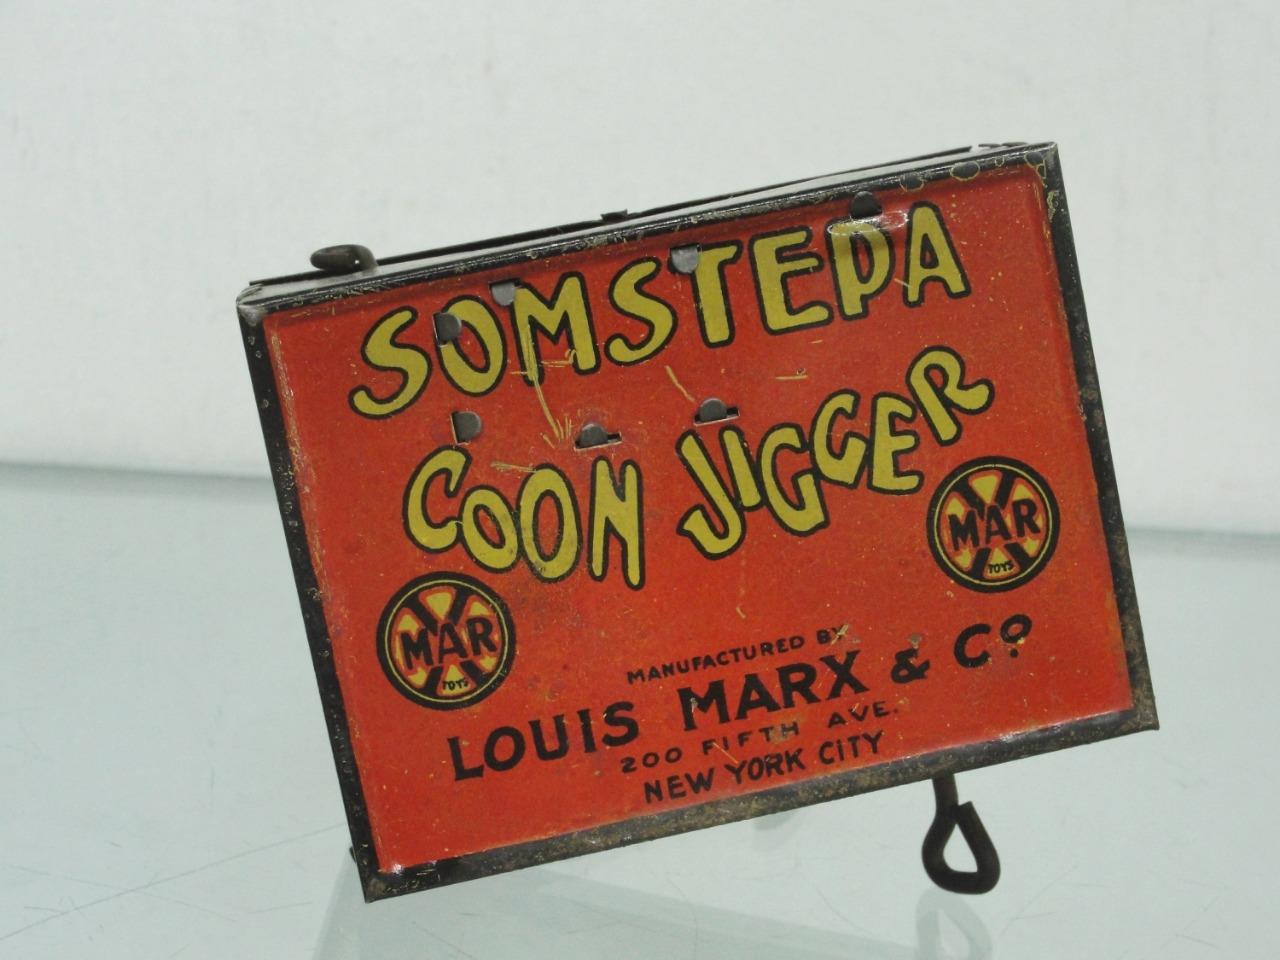 SOMSTEPA
COON JIGGER
MAR
TOYS
MAR
TOYS
MANUFACTURED BY
LOUIS MARX & Co.
200 FIFTH AVE.
NEW YORK CITY